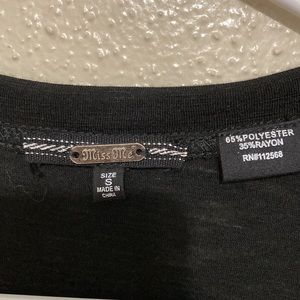 Miss Me
SIZE
S
MADE IN
CHINA
65%POLYESTER
35%RAYON
RN#112568